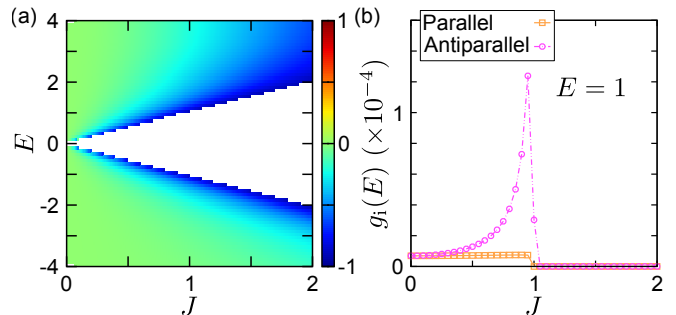 (a)
4
2
0
-2
-4
E
0
1
2
J
1
0
-1
(b)
Parallel
Antiparallel
E = 1
g_i(E) (×10^{-4})
1
0
0
1
2
J